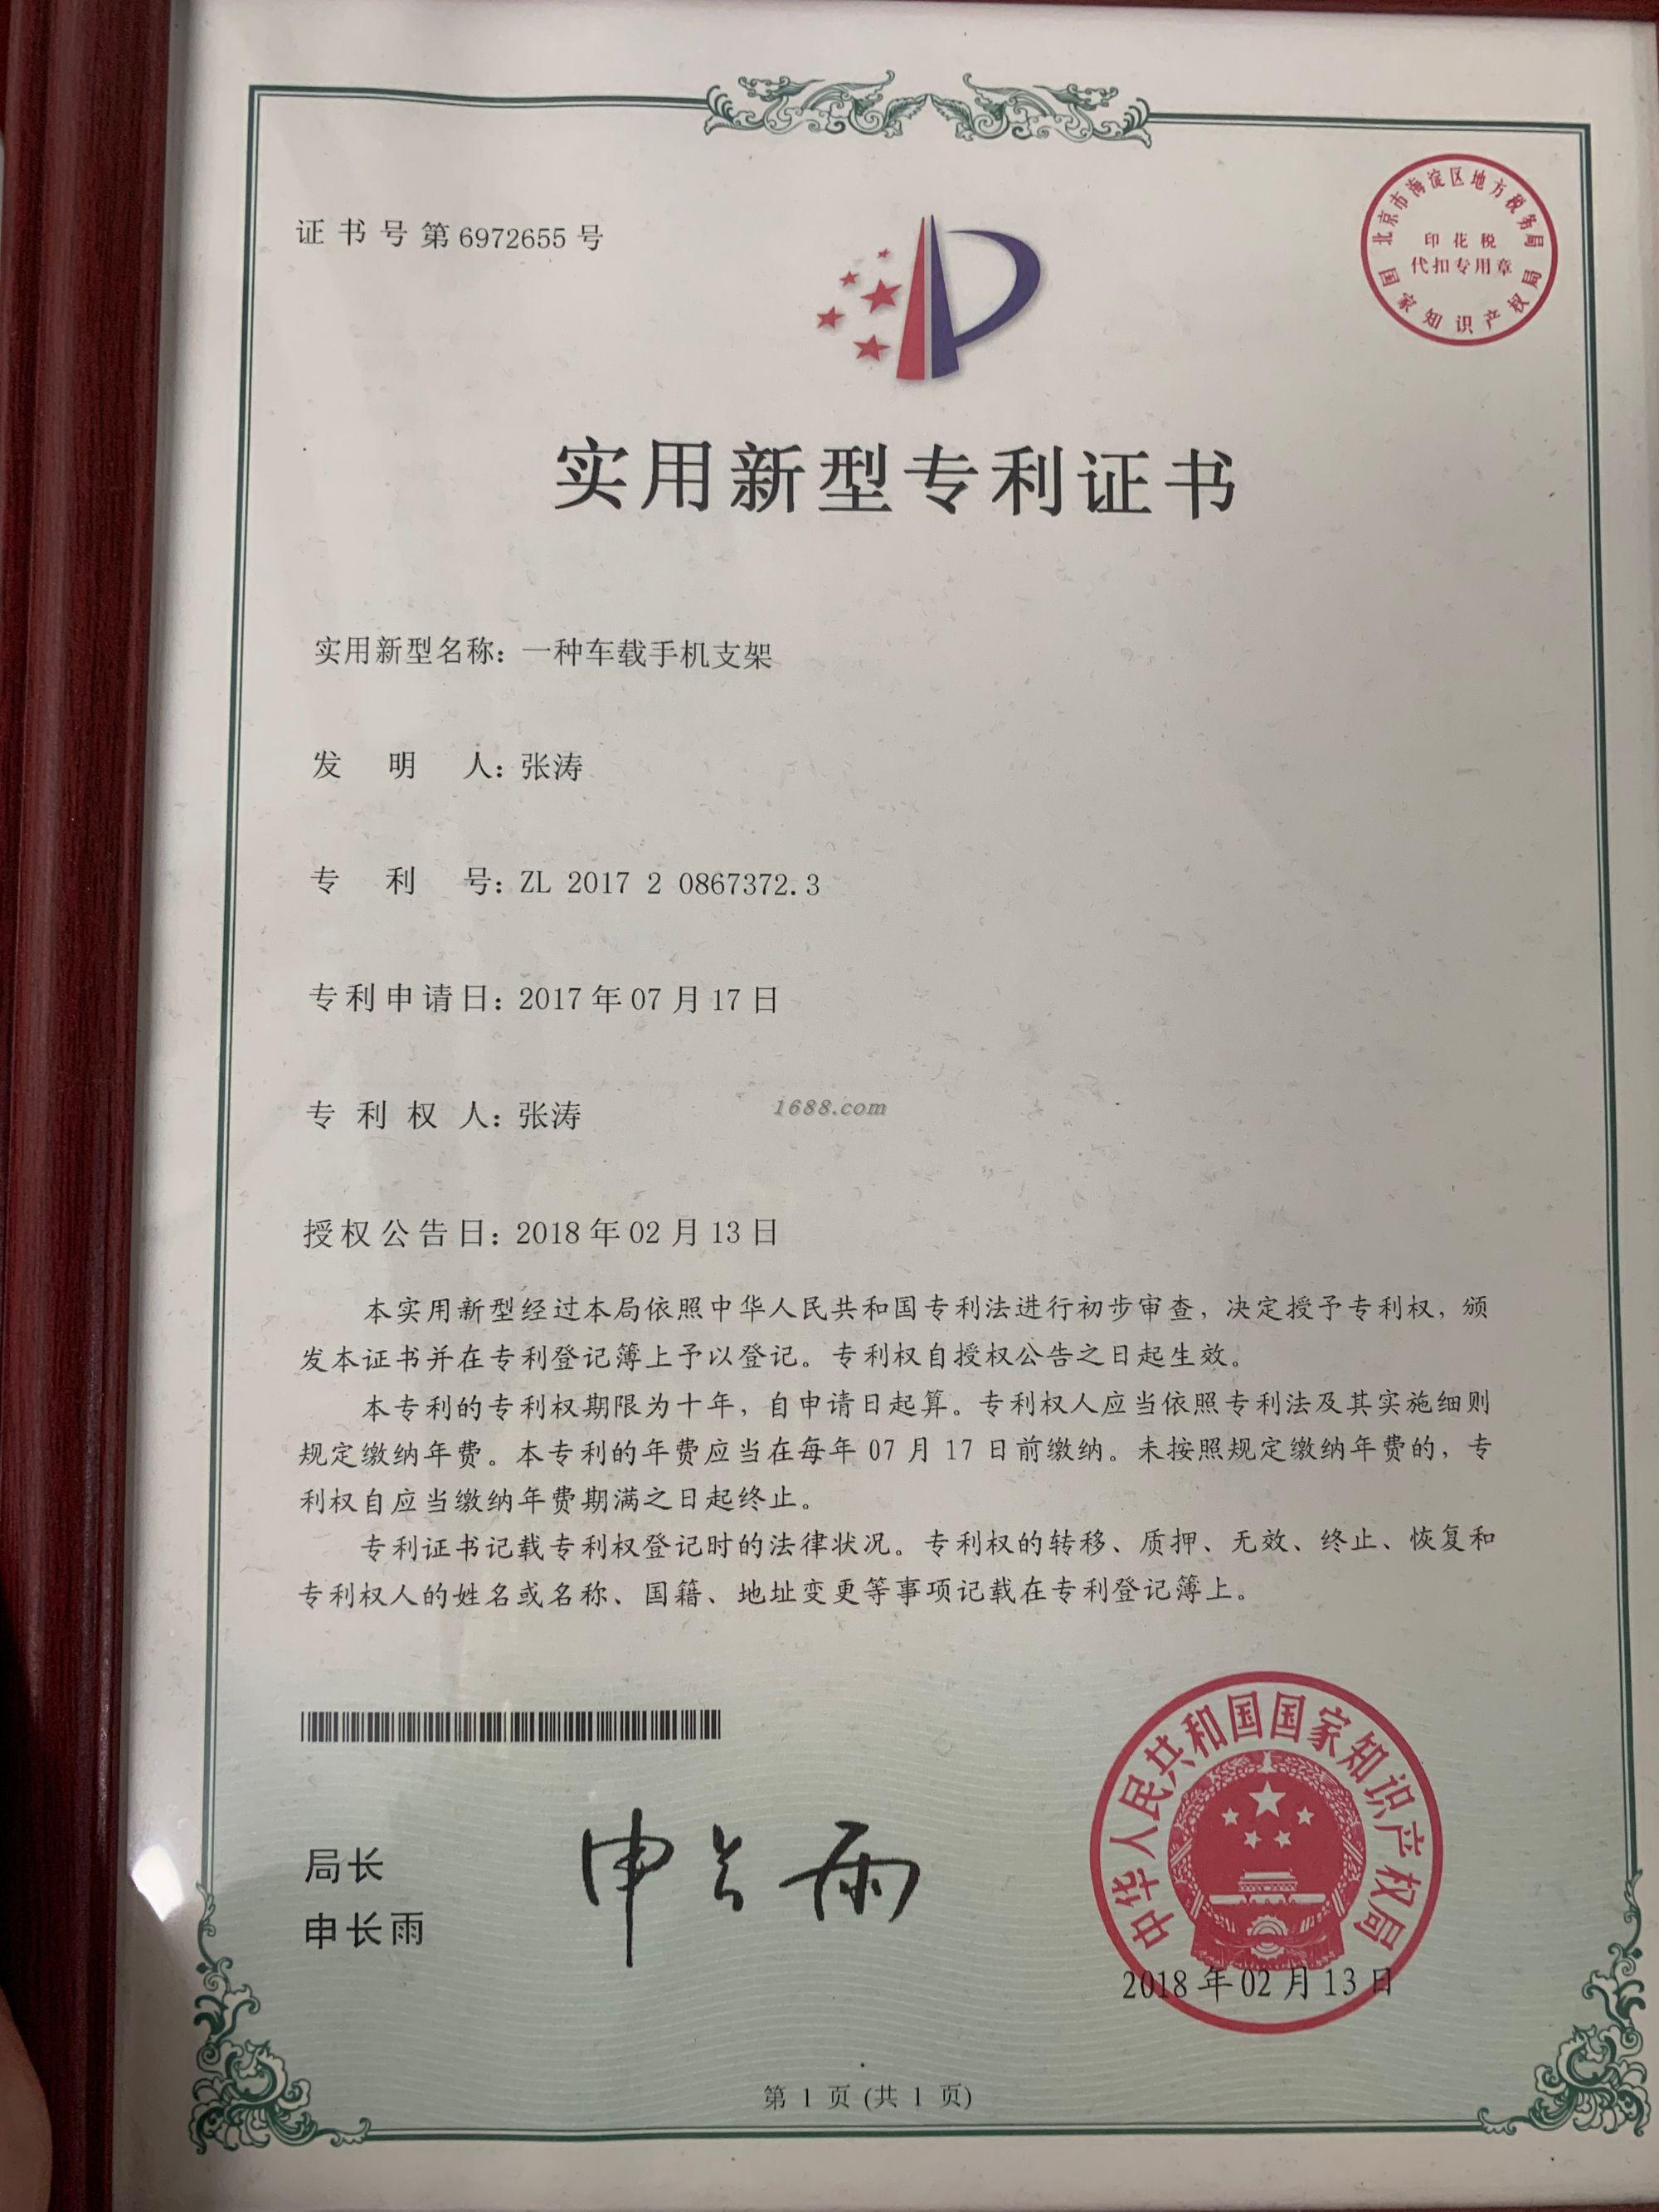 证书号第6972655号
北京市海淀区地方税务局
印花税
代扣专用章
国家知识产权局
实用新型专利证书
实用新型名称：一种车载手机支架
发明人：张涛
专利号：ZL 2017 2 0867372.3
专利申请日：2017年07月17日
专利权人：张涛
1688.com
授权公告日：2018年02月13日
本实用新型经过本局依照中华人民共和国专利法进行初步审查，决定授予专利权，颁
发本证书并在专利登记簿上予以登记。专利权自授权公告之日起生效。
本专利的专利权期限为十年，自申请日起算。专利权人应当依照专利法及其实施细则
规定缴纳年费。本专利的年费应当在每年07月17日前缴纳。未按照规定缴纳年费的，专
利权自应当缴纳年费期满之日起终止。
专利证书记载专利权登记时的法律状况。专利权的转移、质押、无效、终止、恢复和
专利权人的姓名或名称、国籍、地址变更等事项记载在专利登记簿上。
局长
申长雨
申长雨
中华人民共和国国家知识产权局
2018年02月13日
第 1 页 (共 1 页)